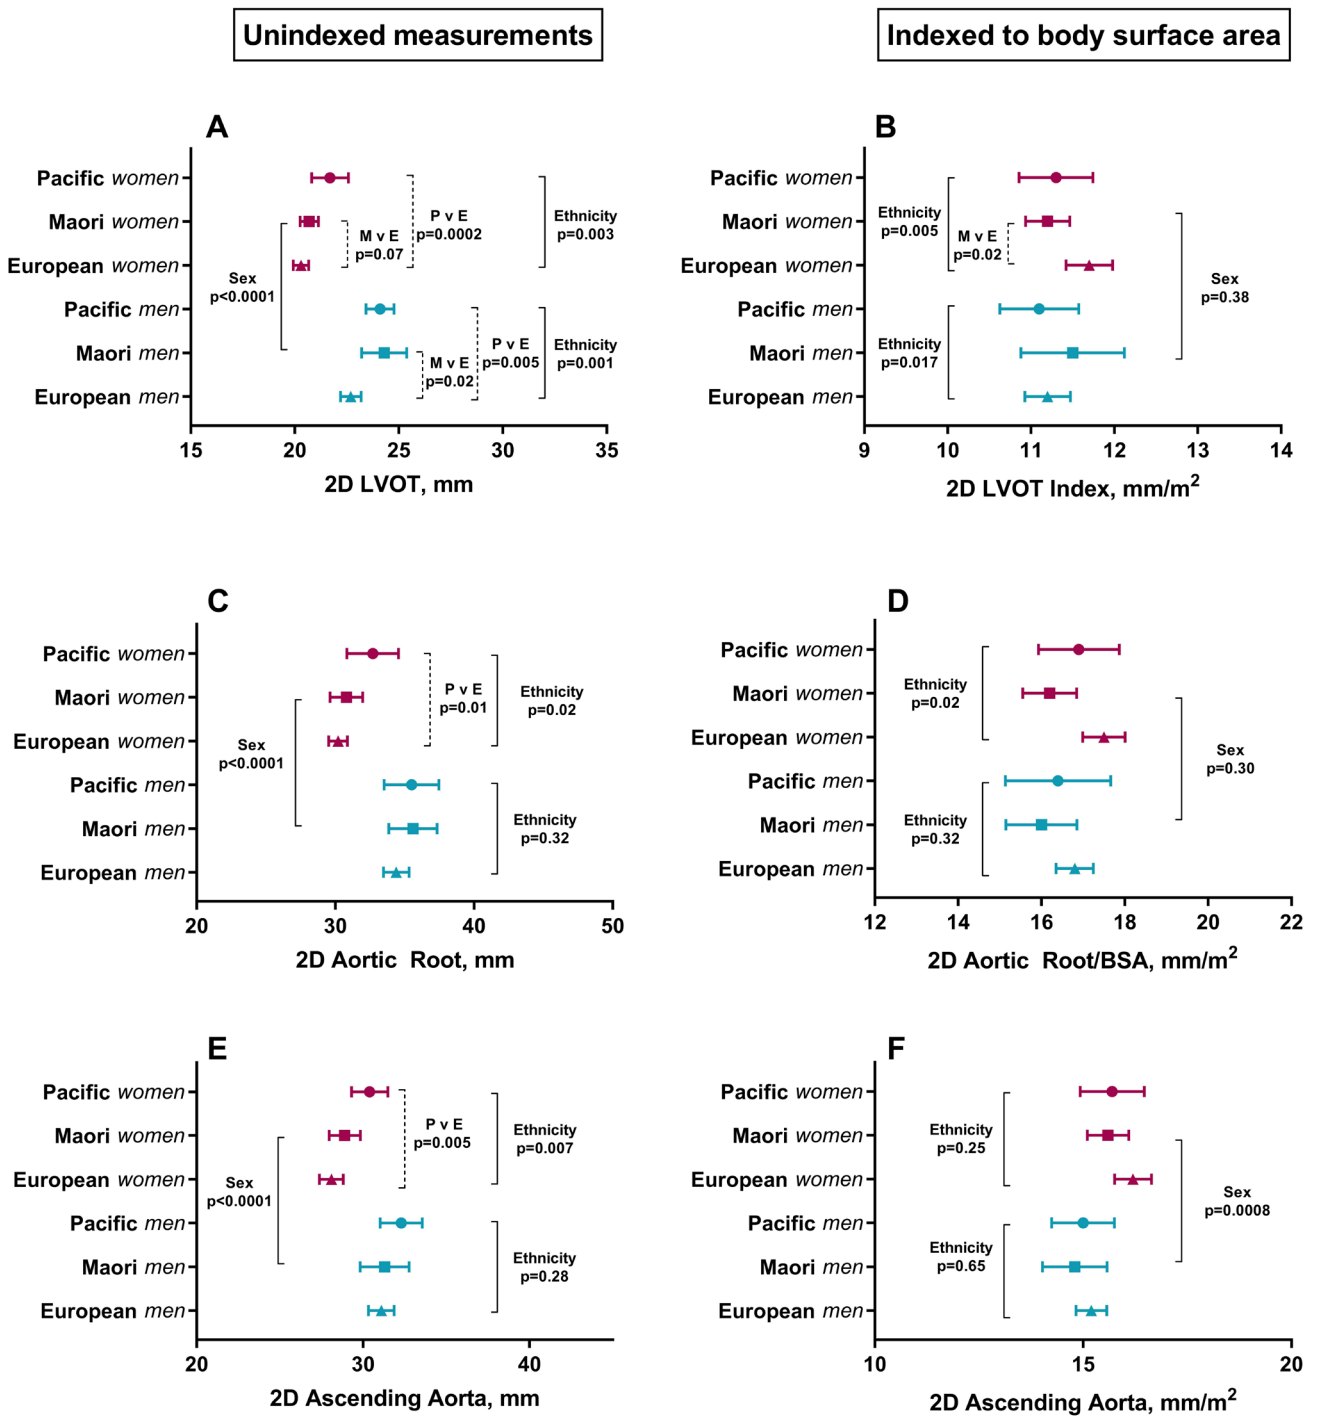 Unindexed measurements
Indexed to body surface area
A
Pacific women
Maori women
European women
Pacific men
Maori men
European men
Sex
p<0.0001
M v E
p=0.07
P v E
p=0.0002
Ethnicity
p=0.003
M v E
p=0.02
P v E
p=0.005
Ethnicity
p=0.001
15 20 25 30 35
2D LVOT, mm
B
Pacific women
Maori women
European women
Pacific men
Maori men
European men
Ethnicity
p=0.005
M v E
p=0.02
Ethnicity
p=0.017
Sex
p=0.38
9 10 11 12 13 14
2D LVOT Index, mm/m²
C
Pacific women
Maori women
European women
Pacific men
Maori men
European men
Sex
p<0.0001
P v E
p=0.01
Ethnicity
p=0.02
Ethnicity
p=0.32
20 30 40 50
2D Aortic Root, mm
D
Pacific women
Maori women
European women
Pacific men
Maori men
European men
Ethnicity
p=0.02
Ethnicity
p=0.32
Sex
p=0.30
12 14 16 18 20 22
2D Aortic Root/BSA, mm/m²
E
Pacific women
Maori women
European women
Pacific men
Maori men
European men
Sex
p<0.0001
P v E
p=0.005
Ethnicity
p=0.007
Ethnicity
p=0.28
20 30 40
2D Ascending Aorta, mm
F
Pacific women
Maori women
European women
Pacific men
Maori men
European men
Ethnicity
p=0.25
Ethnicity
p=0.65
Sex
p=0.0008
10 15 20
2D Ascending Aorta, mm/m²